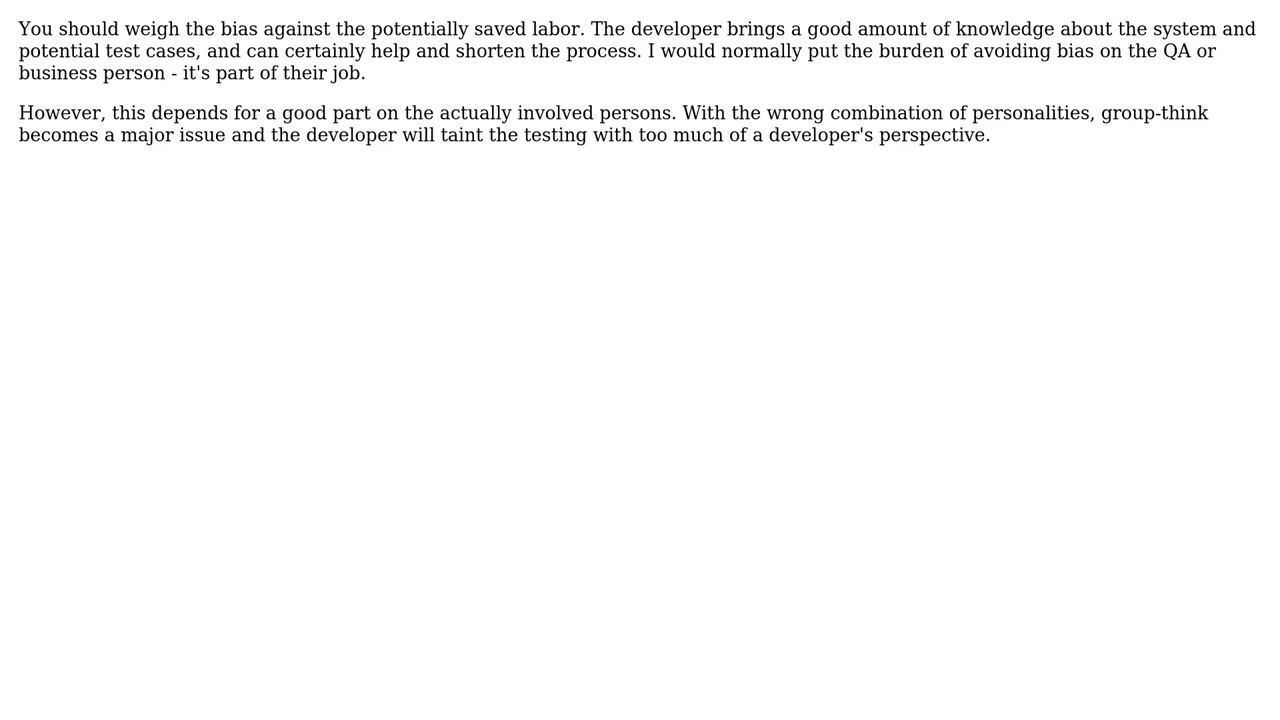 You should weigh the bias against the potentially saved labor. The developer brings a good amount of knowledge about the system and
potential test cases, and can certainly help and shorten the process. I would normally put the burden of avoiding bias on the QA or
business person - it's part of their job.
However, this depends for a good part on the actually involved persons. With the wrong combination of personalities, group-think
becomes a major issue and the developer will taint the testing with too much of a developer's perspective.